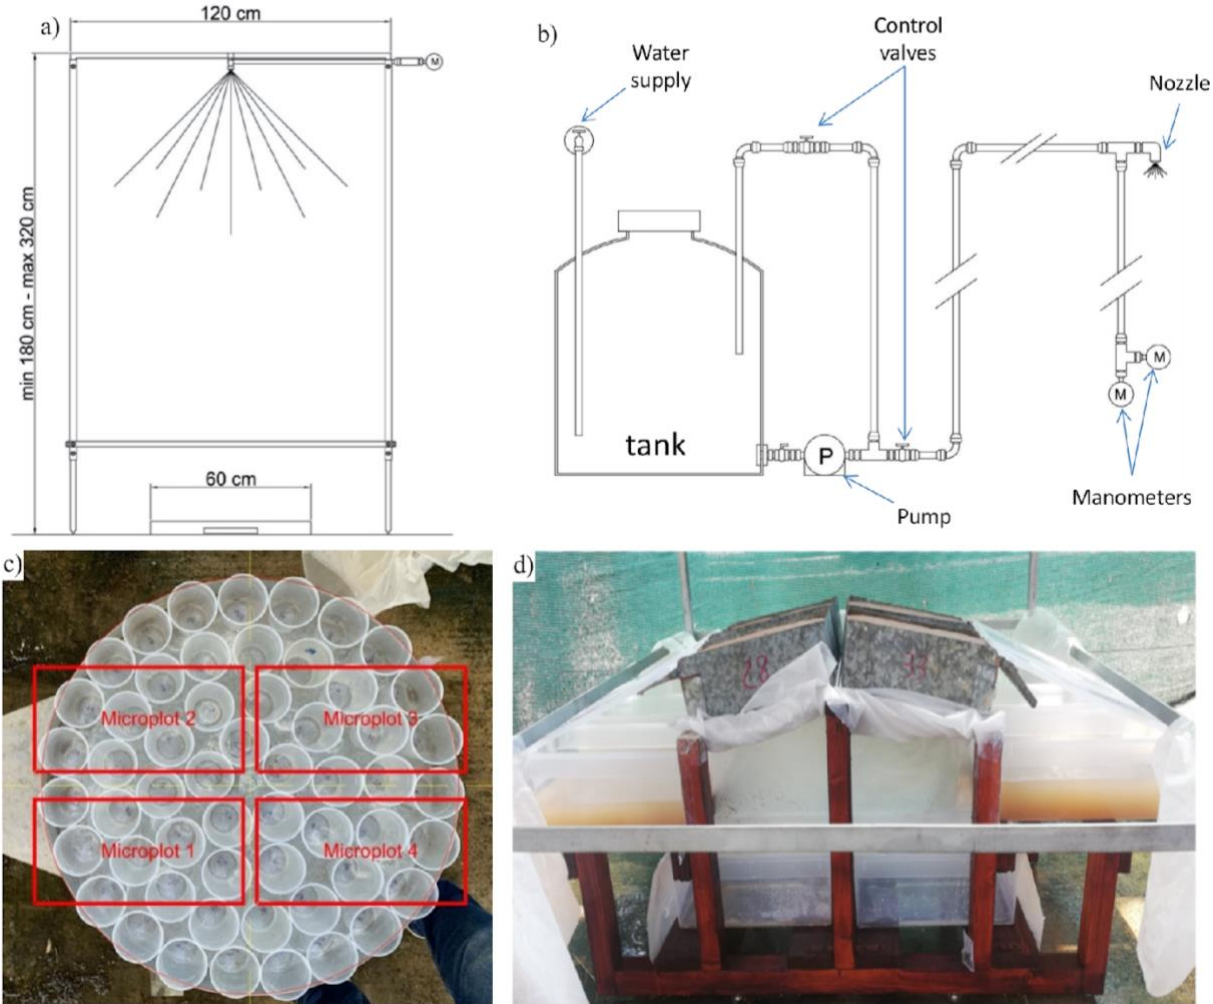 a)
120 cm
M
min 180 cm - max 320 cm
60 cm
b)
Water
supply
Control
valves
Nozzle
tank
P
Pump
M
M
Manometers
c)
Microplot 2
Microplot 3
Microplot 1
Microplot 4
d)
28
33